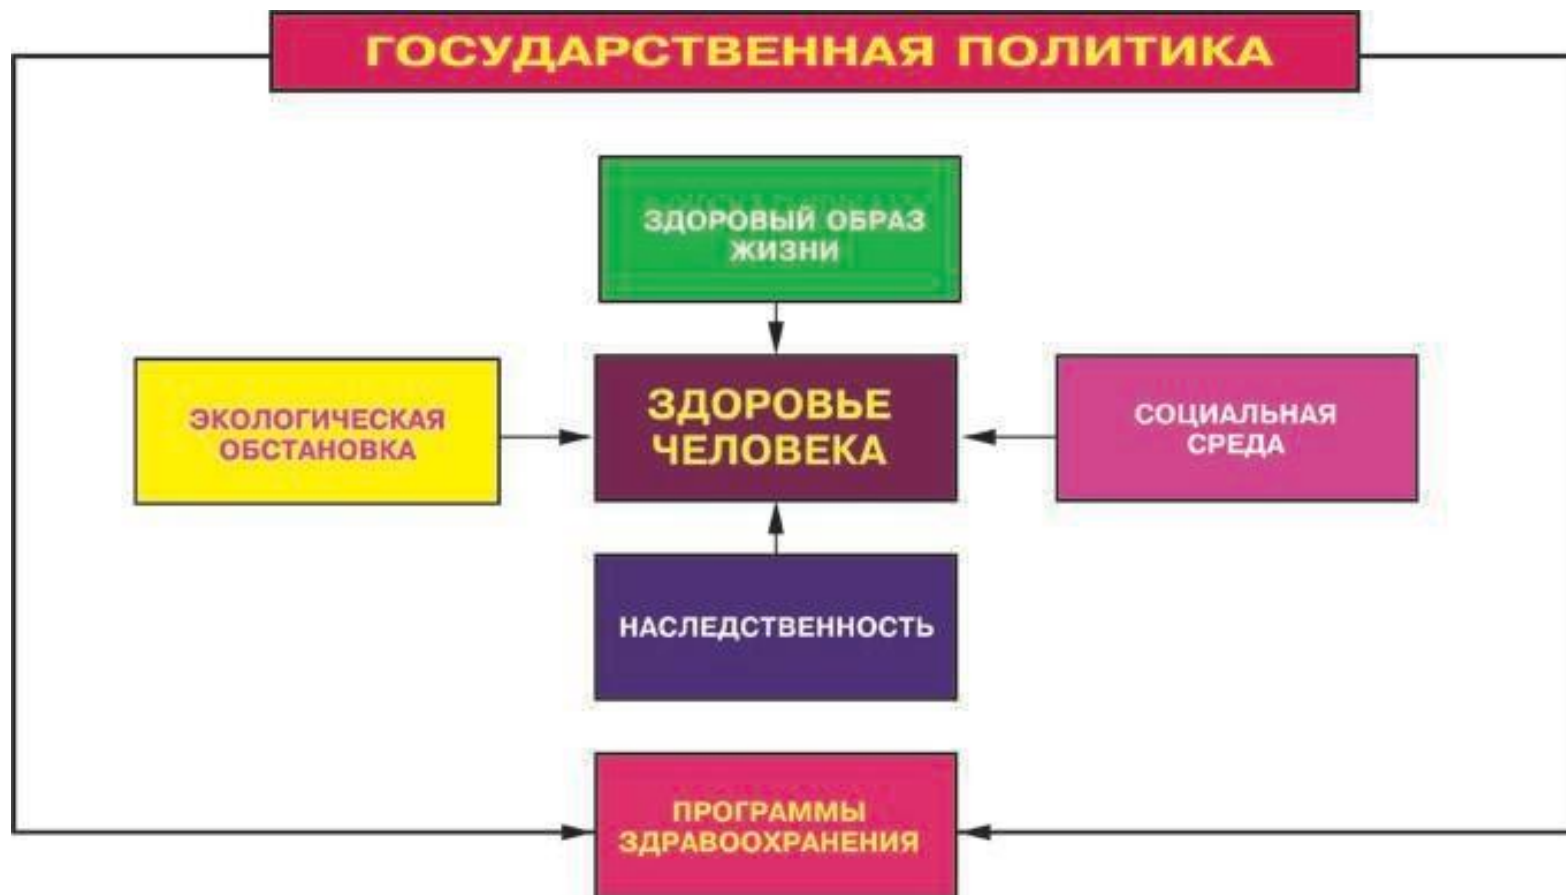 ГОСУДАРСТВЕННАЯ ПОЛИТИКА
ЗДОРОВЫЙ ОБРАЗ
ЖИЗНИ
ЭКОЛОГИЧЕСКАЯ
ОБСТАНОВКА
ЗДОРОВЬЕ
ЧЕЛОВЕКА
СОЦИАЛЬНАЯ
СРЕДА
НАСЛЕДСТВЕННОСТЬ
ПРОГРАММЫ
ЗДРАВООХРАНЕНИЯ